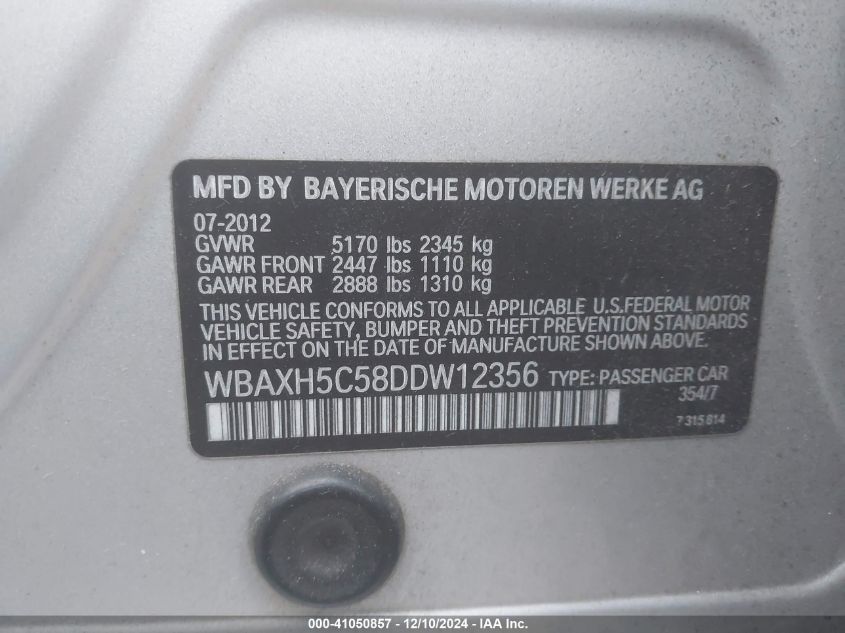 MFD BY BAYERISCHE MOTOREN WERKE AG
07-2012
GVWR 5170 lbs 2345 kg
GAWR FRONT 2447 lbs 1110 kg
GAWR REAR 2888 lbs 1310 kg
THIS VEHICLE CONFORMS TO ALL APPLICABLE U.S.FEDERAL MOTOR
VEHICLE SAFETY, BUMPER AND THEFT PREVENTION STANDARDS
IN EFFECT ON THE DATE OF MANUFACTURE SHOWN ABOVE.
WBAXH5C58DDW12356 TYPE: PASSENGER CAR
354/7
7 315 814
000-41050857 - 12/10/2024 - IAA Inc.